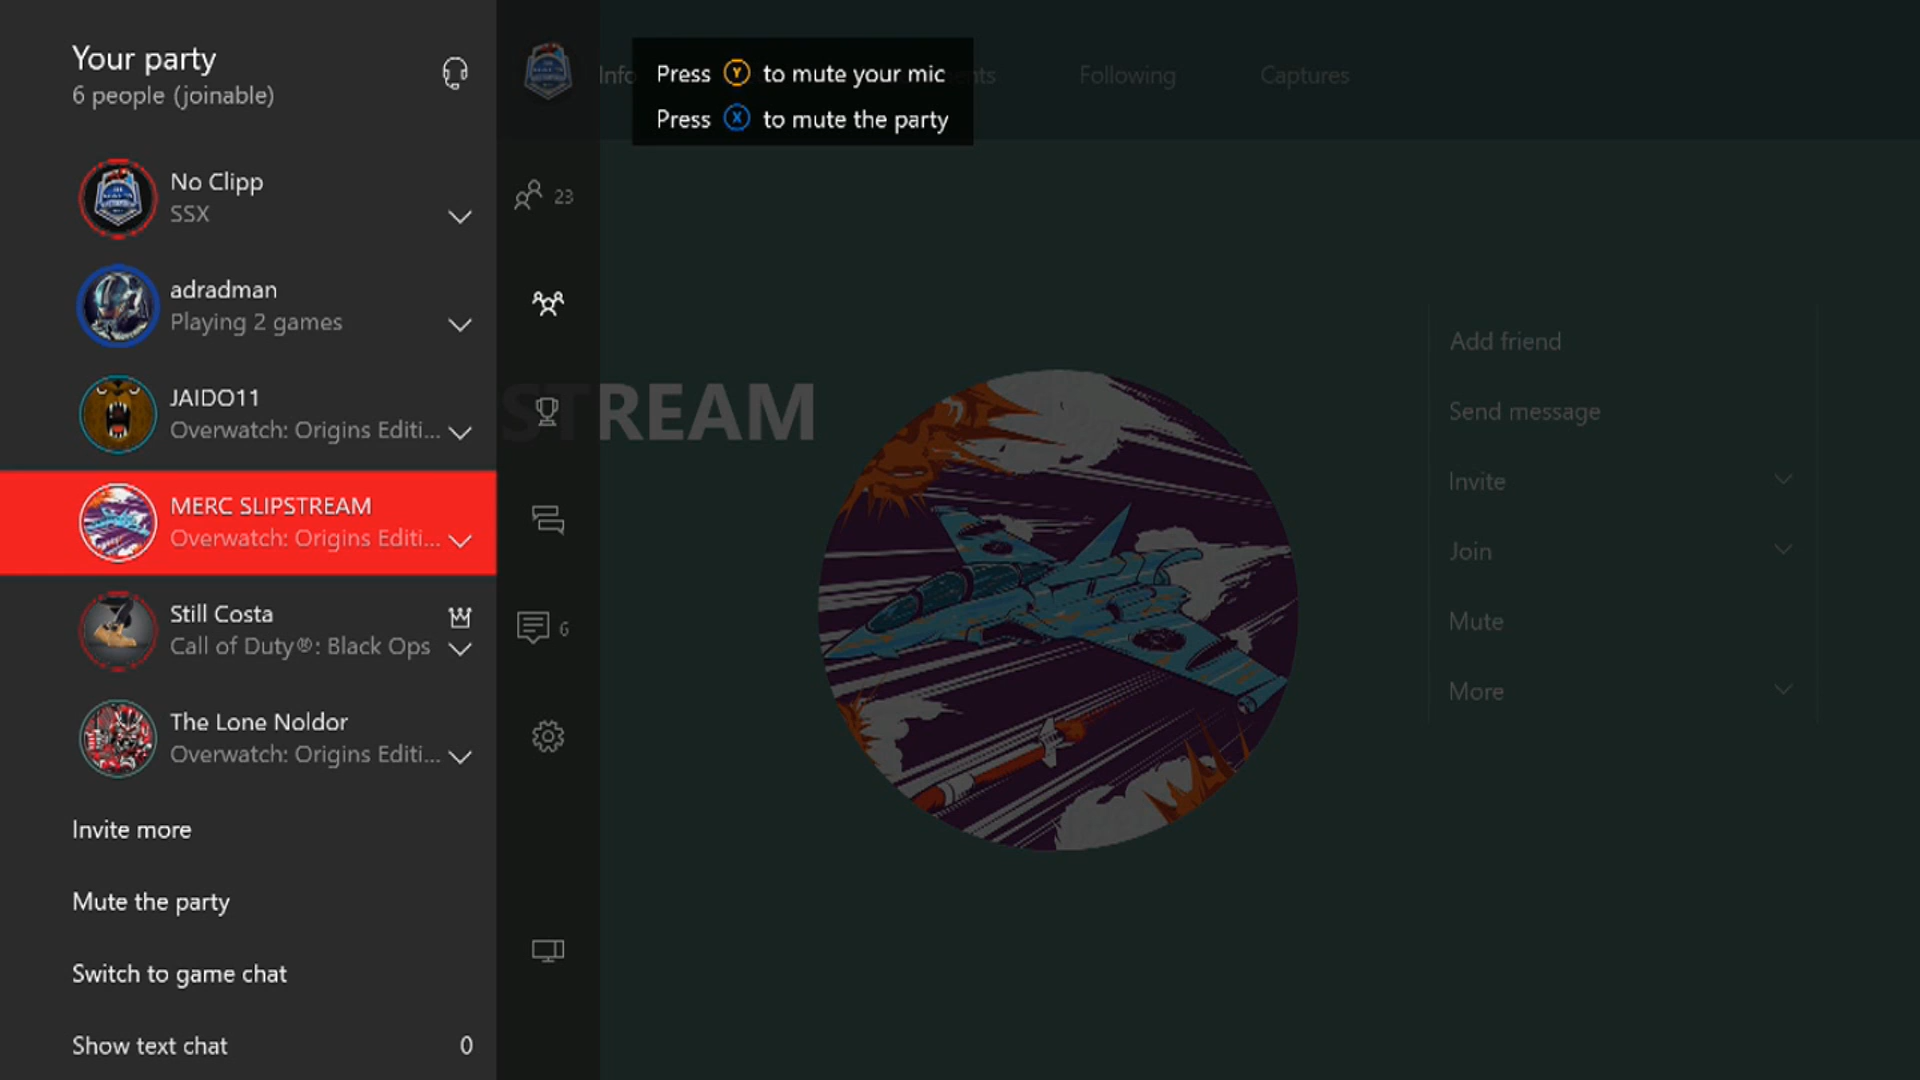 Your party
6 people (joinable)
No Clipp
SSX
adradman
Playing 2 games
JAIDO11
Overwatch: Origins Editi...
MERC SLIPSTREAM
Overwatch: Origins Editi...
Still Costa
Call of Duty®: Black Ops
The Lone Noldor
Overwatch: Origins Editi...
Invite more
Mute the party
Switch to game chat
Show text chat 0
23
6
Press Y to mute your mic
Press X to mute the party
Info
nts
Following
Captures
STREAM
Add friend
Send message
Invite
Join
Mute
More